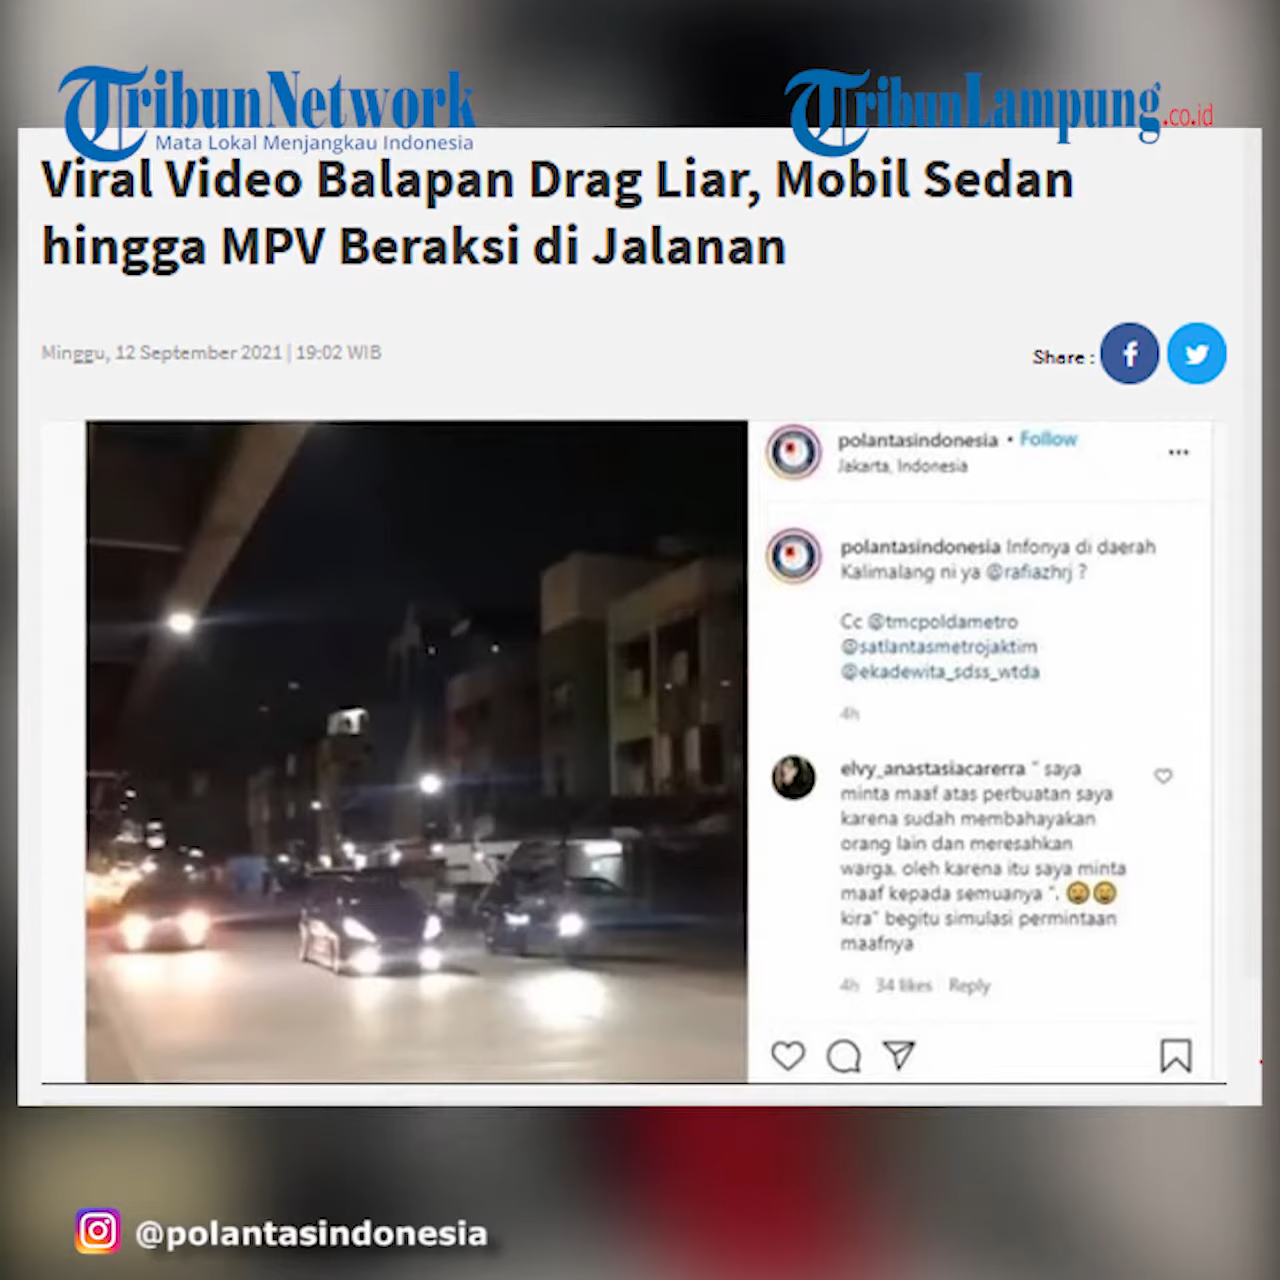 TribunNetwork
Mata Lokal Menjangkau Indonesia
TribunLampung.co.id
Viral Video Balapan Drag Liar, Mobil Sedan
hingga MPV Beraksi di Jalanan
Minggu, 12 September 2021 | 19:02 WIB
Share :
polantasindonesia • Follow
Jakarta, Indonesia
polantasindonesia Infonya di daerah
Kalimalang ni ya @rafiazhrj ?
Cc @tmcpoldametro
@satlantasmetrojaktim
@ekadewita_sdss_wtda
4h
elvy_anastasiacarerra " saya
minta maaf atas perbuatan saya
karena sudah membahayakan
orang lain dan meresahkan
warga. oleh karena itu saya minta
maaf kepada semuanya ". 😄😄
kira" begitu simulasi permintaan
maafnya
4h 34 likes Reply
@polantasindonesia